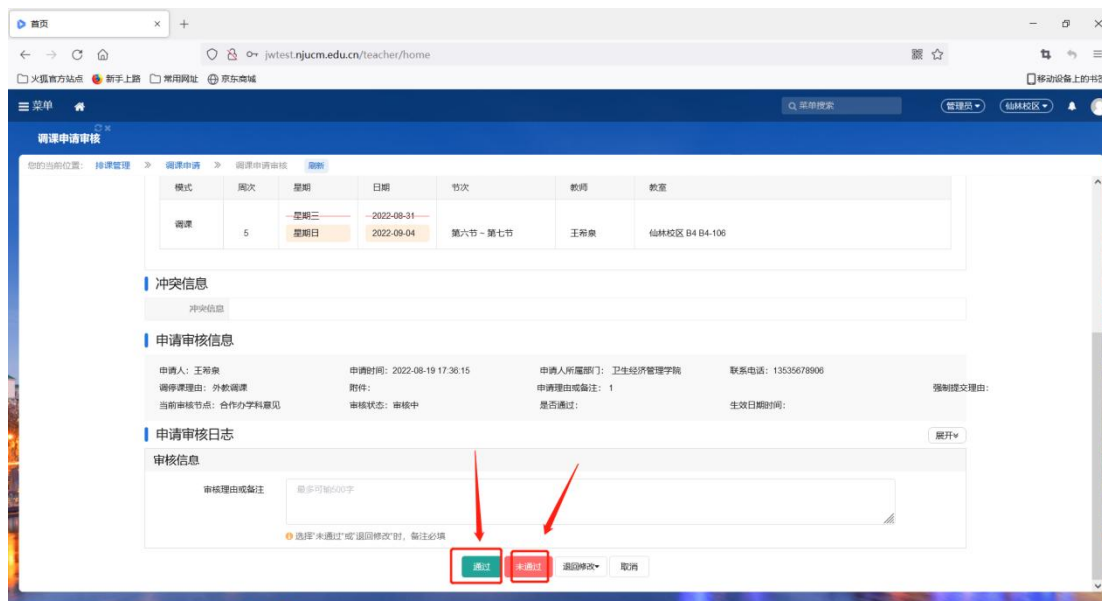 首页
jwtest.njucm.edu.cn/teacher/home
火狐官方站点 新手上路 常用网址 京东商城 移动设备上的书签
菜单 菜单搜索 管理员 仙林校区
调课申请审核
您的当前位置: 排课管理 调课申请 调课申请审核 刷新
模式 周次 星期 日期 节次 教师 教室
星期三 2022-08-31
调课 5 星期日 2022-09-04 第六节 ~ 第七节 王希泉 仙林校区 B4 B4-106
冲突信息
冲突信息
申请审核信息
申请人: 王希泉 申请时间: 2022-08-19 17:36:15 申请人所属部门: 卫生经济管理学院 联系电话: 13535678906
调停课理由: 外教调课 附件: 申请理由或备注: 1 强制提交理由:
当前审核节点: 合作办学科意见 审核状态: 审核中 是否通过: 生效日期时间:
申请审核日志 展开
审核信息
审核理由或备注 最多可输600字
选择"未通过"或"退回修改"时，备注必填
通过 未通过 退回修改 取消